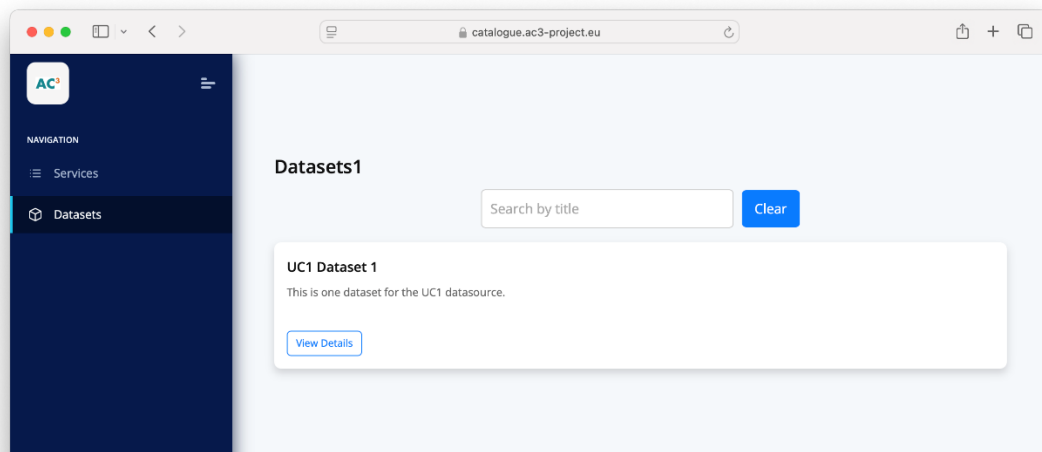 catalogue.ac3-project.eu
AC³
NAVIGATION
Services
Datasets
Datasets1
Search by title
Clear
UC1 Dataset 1
This is one dataset for the UC1 datasource.
View Details